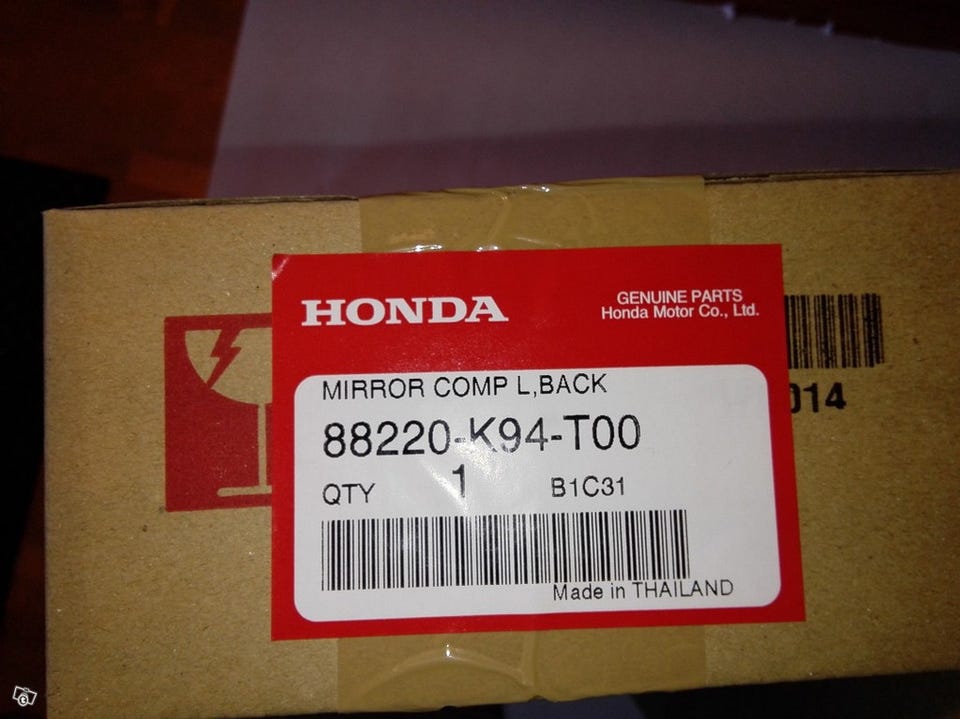 HONDA
GENUINE PARTS
Honda Motor Co., Ltd.
MIRROR COMP L,BACK
88220-K94-T00
QTY 1 B1C31
Made in THAILAND
014